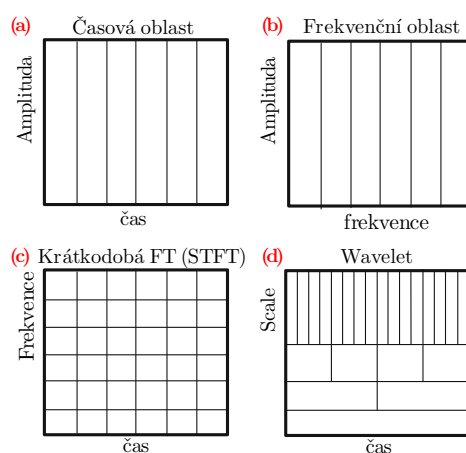 (a) Časová oblast
Amplituda
čas
(b) Frekvenční oblast
Amplituda
frekvence
(c) Krátkodobá FT (STFT)
Frekvence
čas
(d) Wavelet
Scale
čas